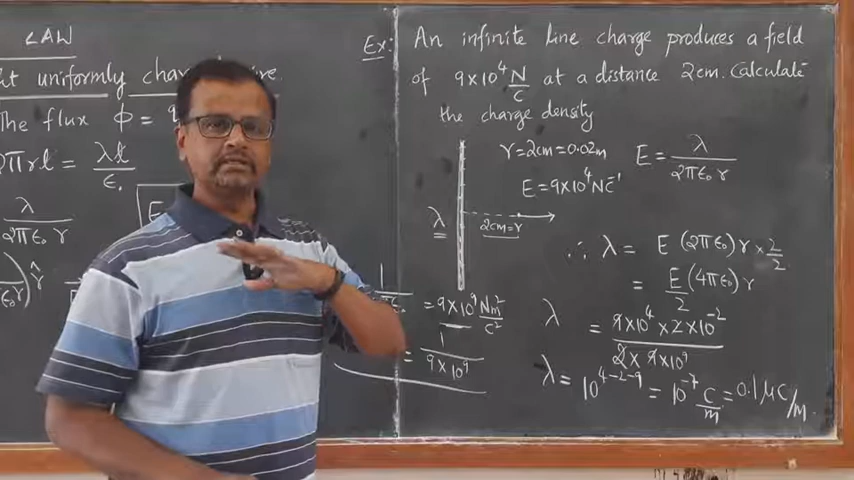 LAW
ht uniformly
The flux ϕ =
2πrℓ = λℓ/ε₀
λ/2πε₀r
r̂
E
1
= 9×10⁹ Nm²/C²
1/9×10⁹
Ex: An infinite Line charge produces a field
of 9×10⁴ N/C at a distance 2cm. Calculate
the charge density
r=2cm=0.02m
E = λ/2πε₀r
E=9×10⁴NC⁻¹
λ
2cm=r
∴ λ = E (2πε₀) r × 2/2
= E/2 (4πε₀) r
λ = 9×10⁴×2×10⁻²/2×9×10⁹
λ = 10⁴⁻²⁻⁹ = 10⁻⁷ C/m = 0.1 μC/m